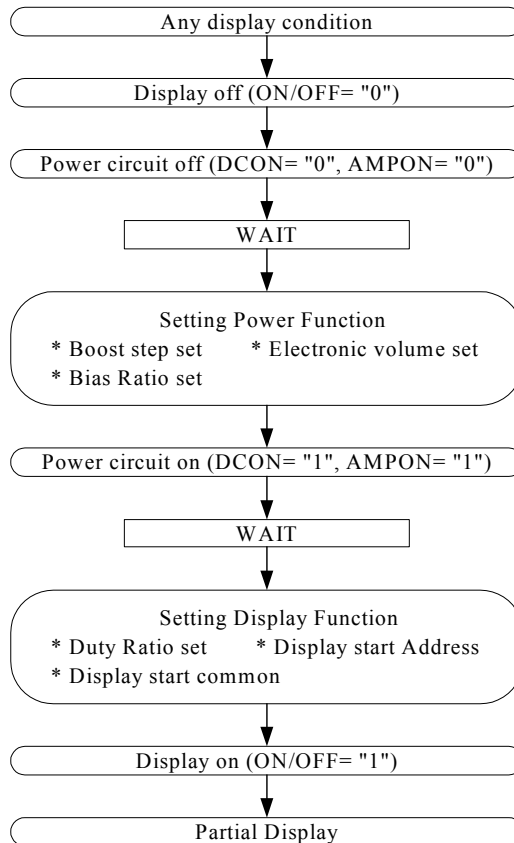 Any display condition
Display off (ON/OFF= "0")
Power circuit off (DCON= "0", AMPON= "0")
WAIT
Setting Power Function
* Boost step set * Electronic volume set
* Bias Ratio set
Power circuit on (DCON= "1", AMPON= "1")
WAIT
Setting Display Function
* Duty Ratio set * Display start Address
* Display start common
Display on (ON/OFF= "1")
Partial Display